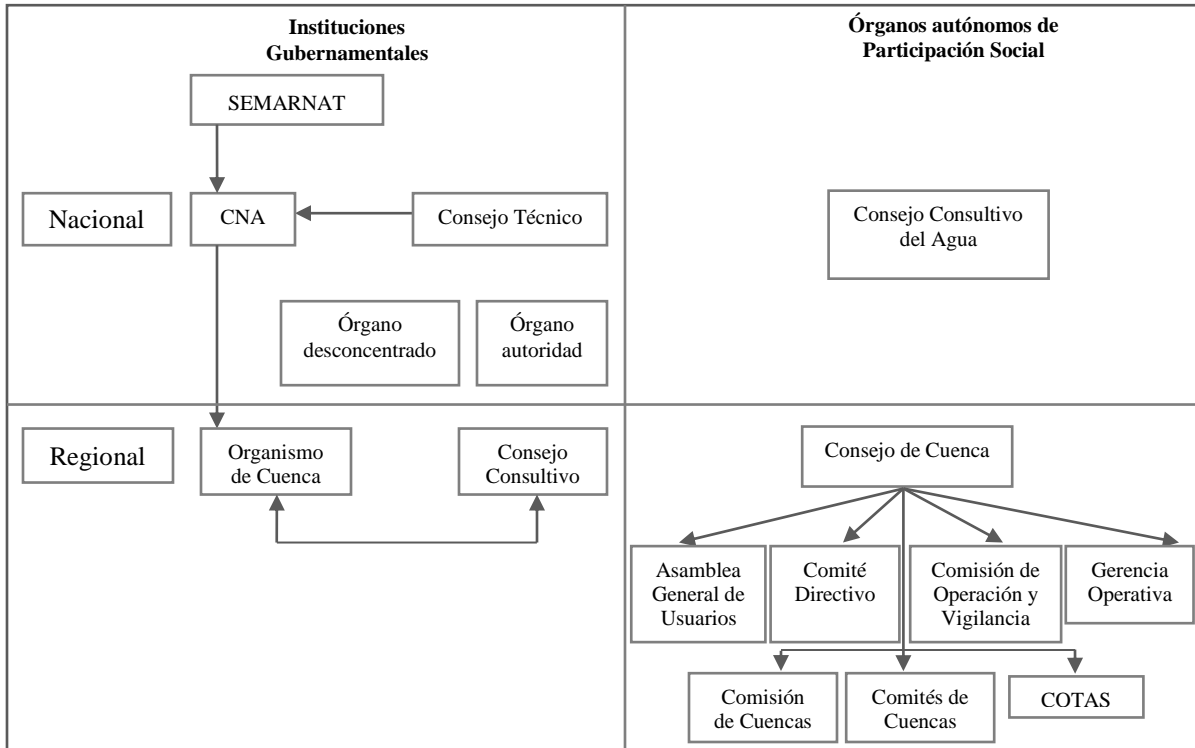 Instituciones
Gubernamentales
Órganos autónomos de
Participación Social
SEMARNAT
Nacional
CNA
Consejo Técnico
Consejo Consultivo
del Agua
Órgano
desconcentrado
Órgano
autoridad
Regional
Organismo
de Cuenca
Consejo
Consultivo
Consejo de Cuenca
Asamblea
General de
Usuarios
Comité
Directivo
Comisión de
Operación y
Vigilancia
Gerencia
Operativa
Comisión
de Cuencas
Comités de
Cuencas
COTAS